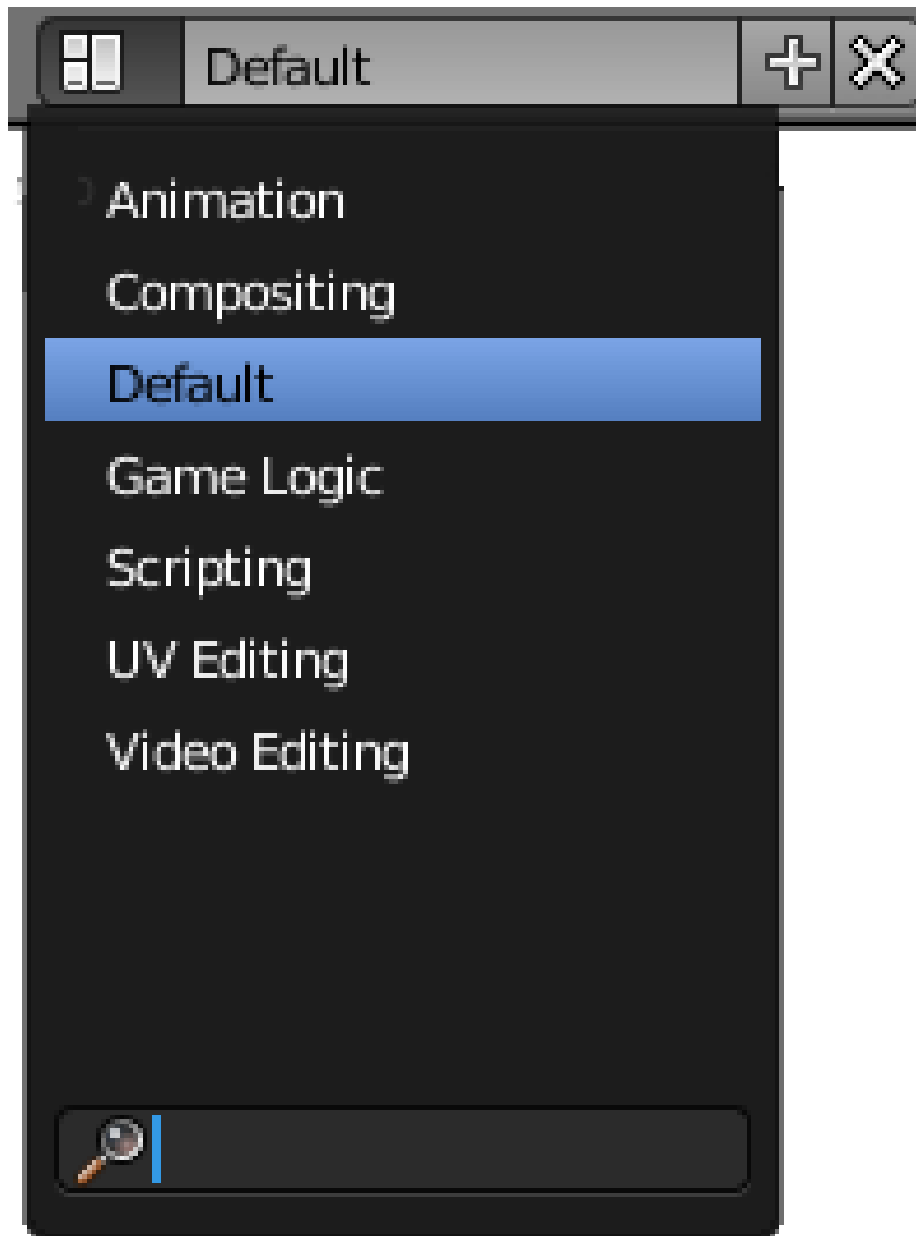 Default
Animation
Compositing
Default
Game Logic
Scripting
UV Editing
Video Editing